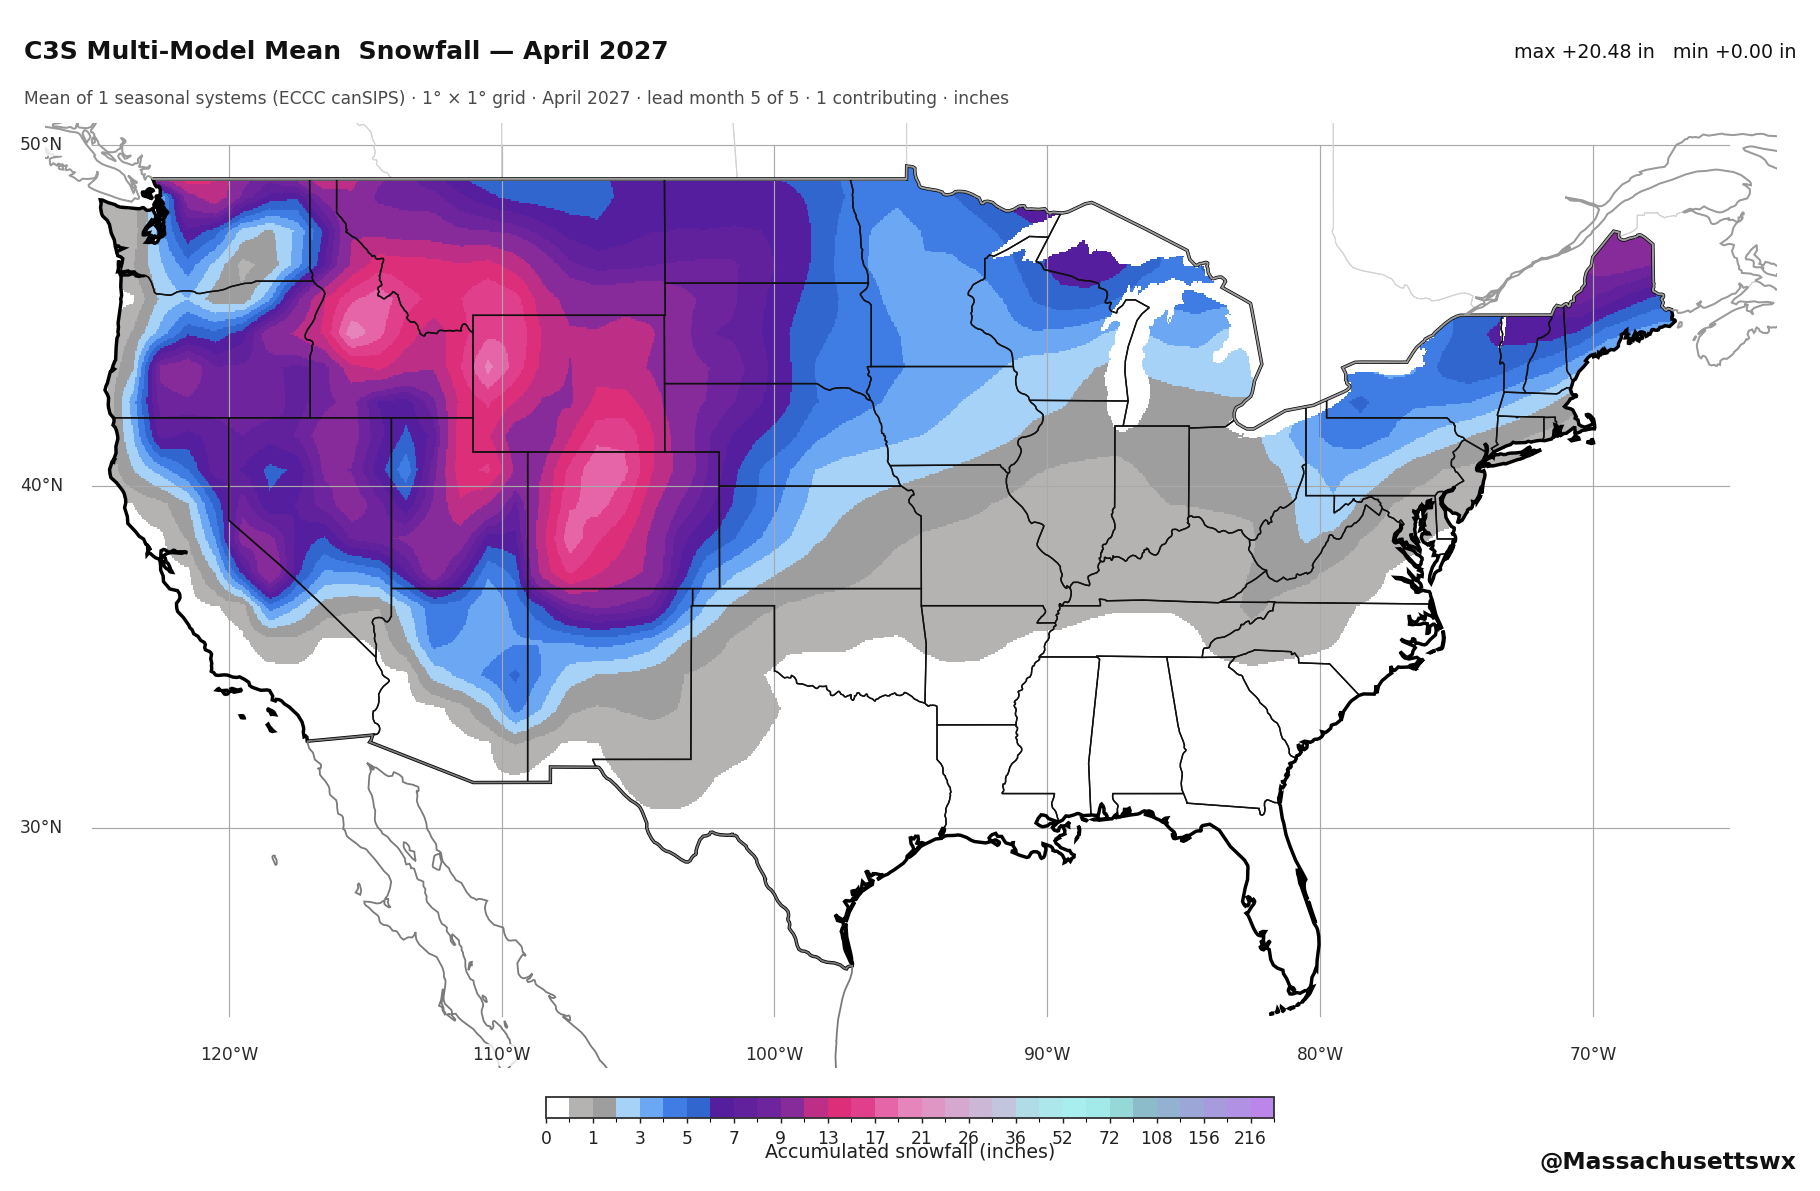 C3S Multi-Model Mean  Snowfall — April 2027
max +20.48 in   min +0.00 in
Mean of 1 seasonal systems (ECCC canSIPS) · 1° × 1° grid · April 2027 · lead month 5 of 5 · 1 contributing · inches
50°N
40°N
30°N
120°W 110°W 100°W 90°W 80°W 70°W
0 1 3 5 7 9 13 17 21 26 36 52 72 108 156 216
Accumulated snowfall (inches)
@Massachusettswx